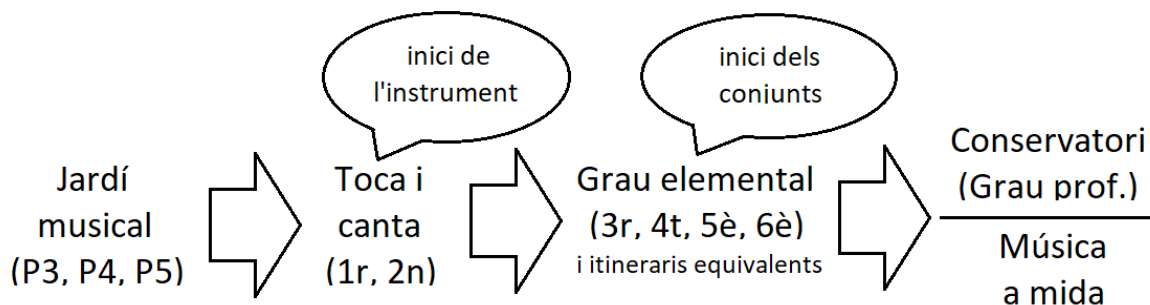 inici de
l'instrument
inici dels
conjunts
Jardí
musical
(P3, P4, P5)
Toca i
canta
(1r, 2n)
Grau elemental
(3r, 4t, 5è, 6è)
i itineraris equivalents
Conservatori
(Grau prof.)
Música
a mida